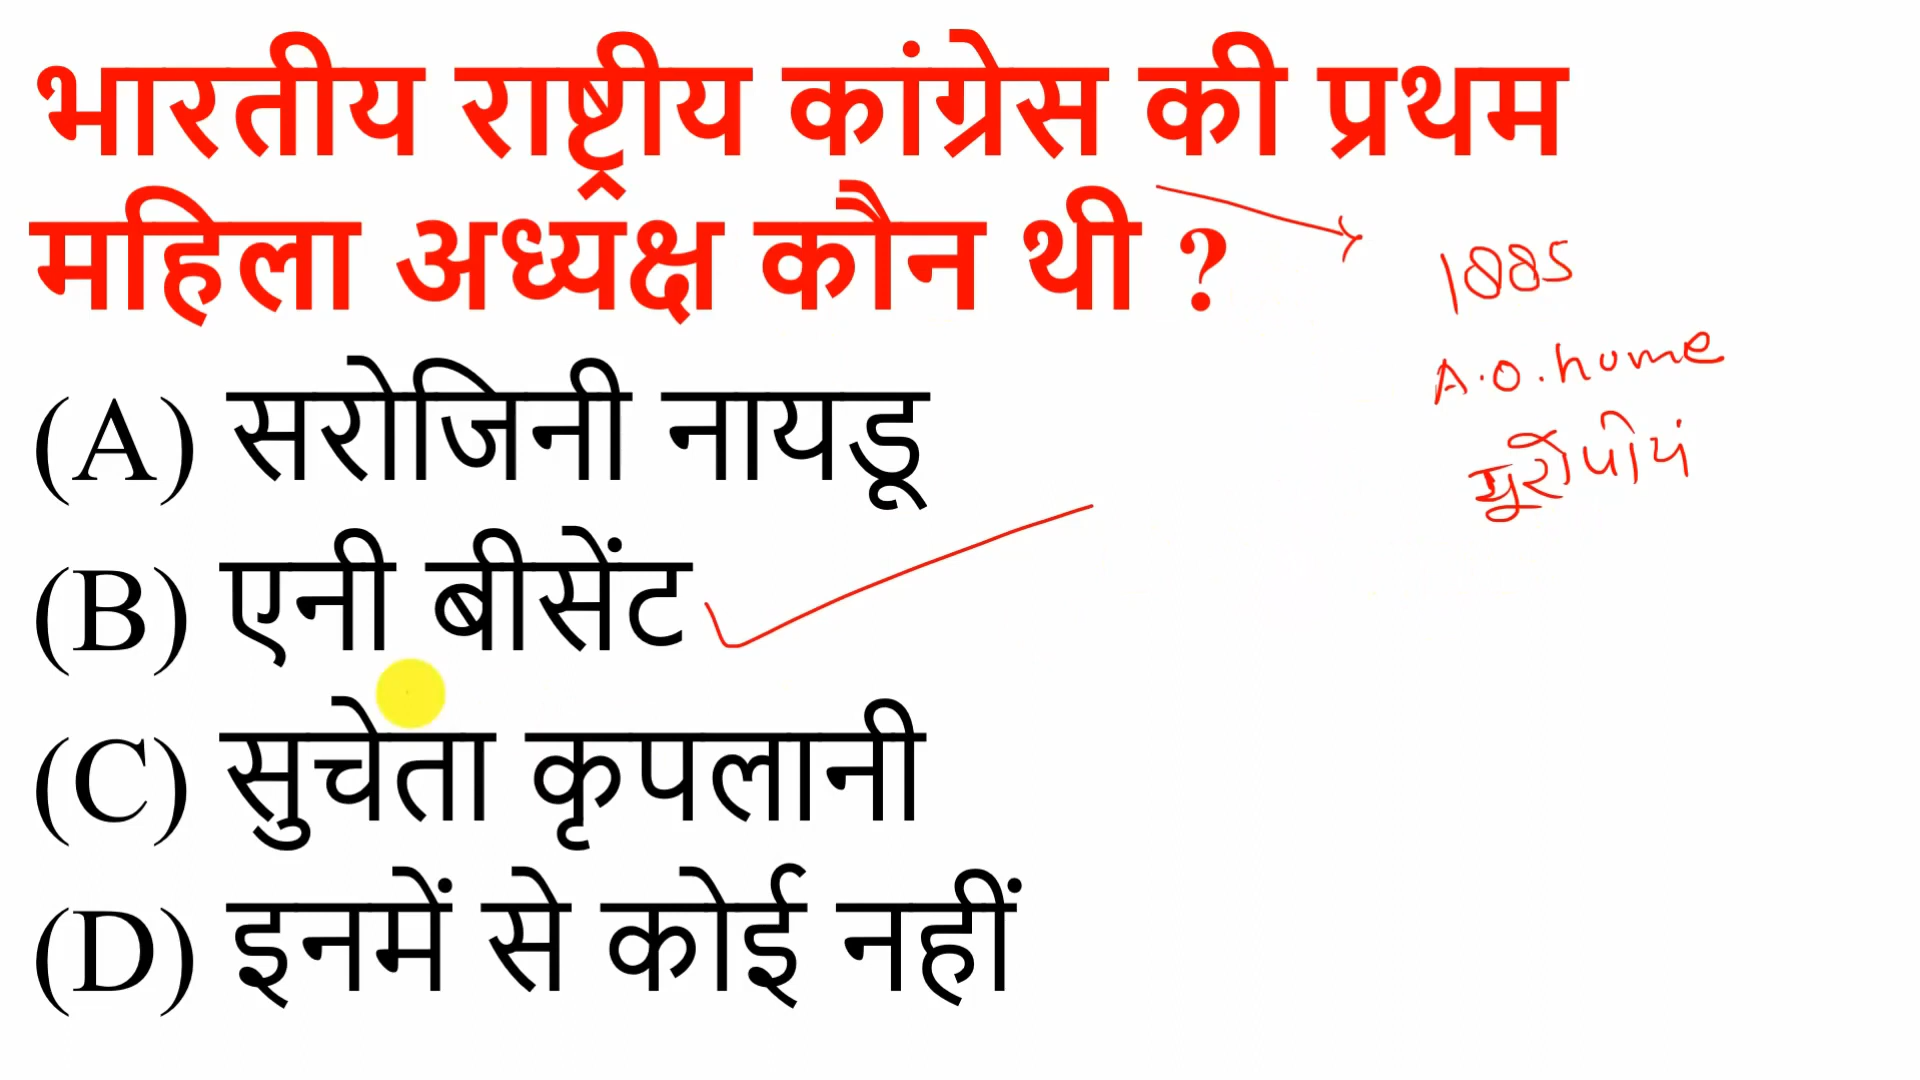 भारतीय राष्ट्रीय कांग्रेस की प्रथम
महिला अध्यक्ष कौन थी ?
1885
A.O.hume
युरोपीयं
(A) सरोजिनी नायडू
(B) एनी बीसेंट
(C) सुचेता कृपलानी
(D) इनमें से कोई नहीं